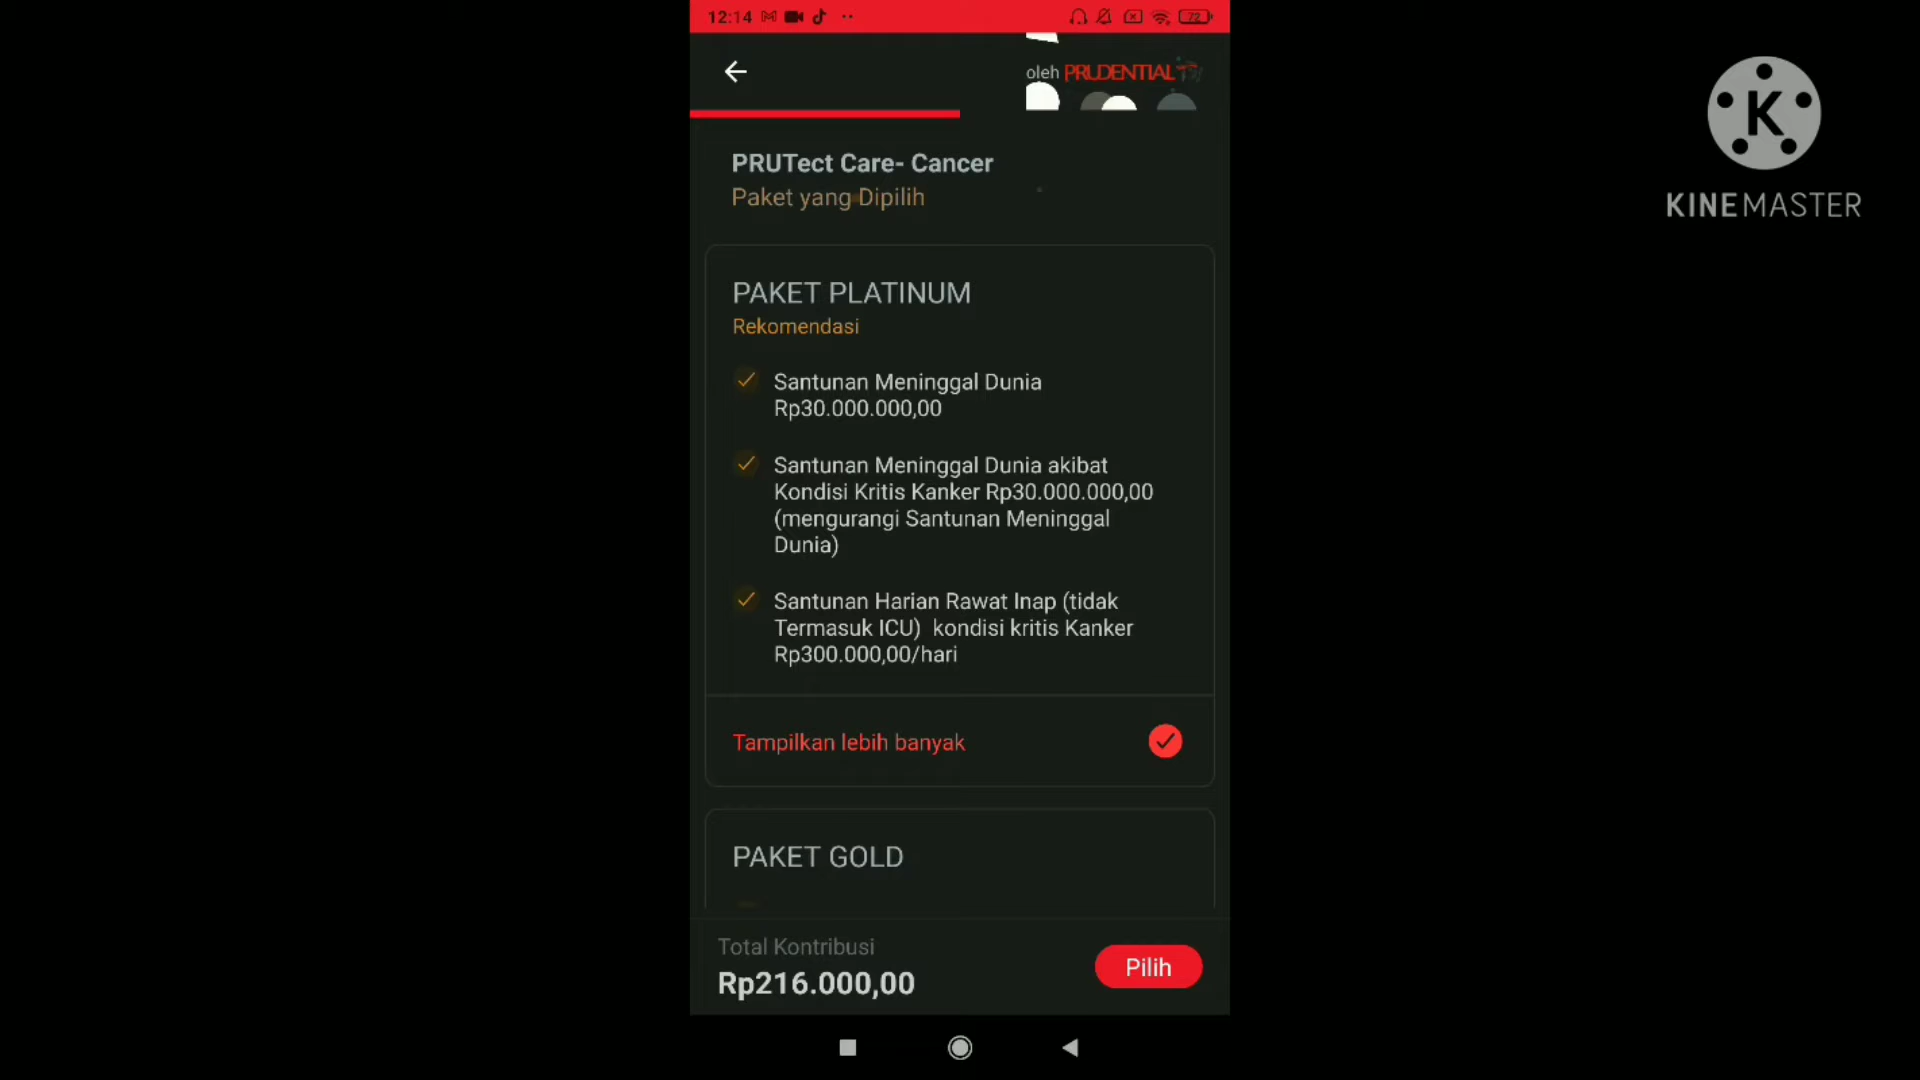 12:14
72
oleh PRUDENTIAL
PRUTect Care- Cancer
Paket yang Dipilih
PAKET PLATINUM
Rekomendasi
Santunan Meninggal Dunia
Rp30.000.000,00
Santunan Meninggal Dunia akibat
Kondisi Kritis Kanker Rp30.000.000,00
(mengurangi Santunan Meninggal
Dunia)
Santunan Harian Rawat Inap (tidak
Termasuk ICU)  kondisi kritis Kanker
Rp300.000,00/hari
Tampilkan lebih banyak
PAKET GOLD
Total Kontribusi
Rp216.000,00
Pilih
K
KINEMASTER